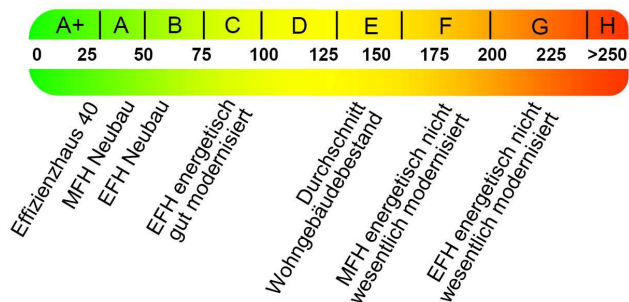 A+ A B C D E F G H
0 25 50 75 100 125 150 175 200 225 >250
Effizienzhaus 40
MFH Neubau
EFH Neubau
EFH energetisch
gut modernisiert
Durchschnitt
Wohngebäudebestand
MFH energetisch nicht
wesentlich modernisiert
EFH energetisch nicht
wesentlich modernisiert